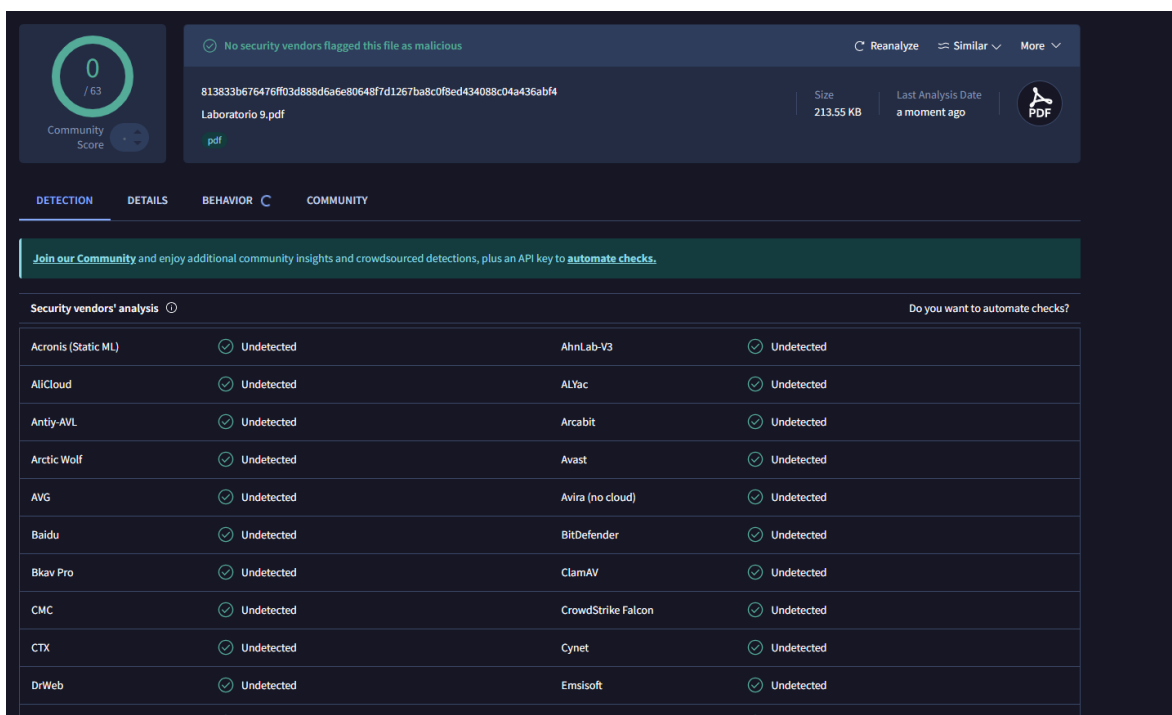 0
/ 63
Community
Score
-
No security vendors flagged this file as malicious
Reanalyze
Similar
More
813833b676476ff03d888d6a6e80648f7d1267ba8c0f8ed434088c04a436abf4
Laboratorio 9.pdf
pdf
Size
213.55 KB
Last Analysis Date
a moment ago
PDF
DETECTION DETAILS BEHAVIOR COMMUNITY
Join our Community and enjoy additional community insights and crowdsourced detections, plus an API key to automate checks.
Security vendors' analysis Do you want to automate checks?
Acronis (Static ML) Undetected AhnLab-V3 Undetected
AliCloud Undetected ALYac Undetected
Antiy-AVL Undetected Arcabit Undetected
Arctic Wolf Undetected Avast Undetected
AVG Undetected Avira (no cloud) Undetected
Baidu Undetected BitDefender Undetected
Bkav Pro Undetected ClamAV Undetected
CMC Undetected CrowdStrike Falcon Undetected
CTX Undetected Cynet Undetected
DrWeb Undetected Emsisoft Undetected